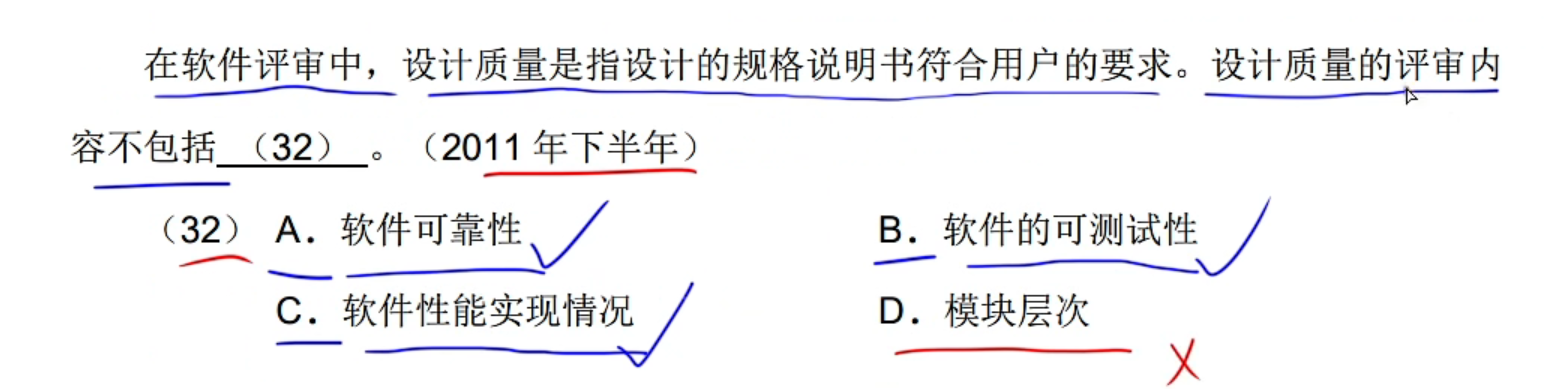 在软件评审中，设计质量是指设计的规格说明书符合用户的要求。设计质量的评审内
容不包括（32）。（2011 年下半年）
（32） A．软件可靠性 B．软件的可测试性
C．软件性能实现情况 D．模块层次